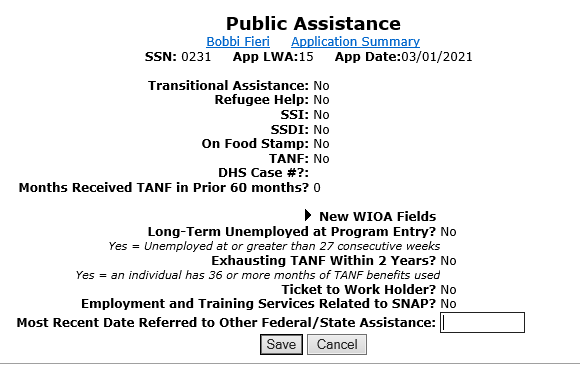 Public Assistance
Bobbi Fieri Application Summary
SSN: 0231 App LWA:15 App Date:03/01/2021
Transitional Assistance: No
Refugee Help: No
SSI: No
SSDI: No
On Food Stamp: No
TANF: No
DHS Case #?:
Months Received TANF in Prior 60 months? 0
New WIOA Fields
Long-Term Unemployed at Program Entry? No
Yes = Unemployed at or greater than 27 consecutive weeks
Exhausting TANF Within 2 Years? No
Yes = an individual has 36 or more months of TANF benefits used
Ticket to Work Holder? No
Employment and Training Services Related to SNAP? No
Most Recent Date Referred to Other Federal/State Assistance:
Save Cancel